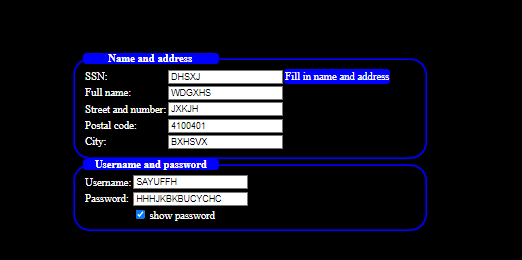 Name and address
SSN: DHSXJ Fill in name and address
Full name: WDGXHS
Street and number: JXKJH
Postal code: 4100401
City: BXHSVX
Username and password
Username: SAYUFFH
Password: HHHJKBKBUCYCHC
show password